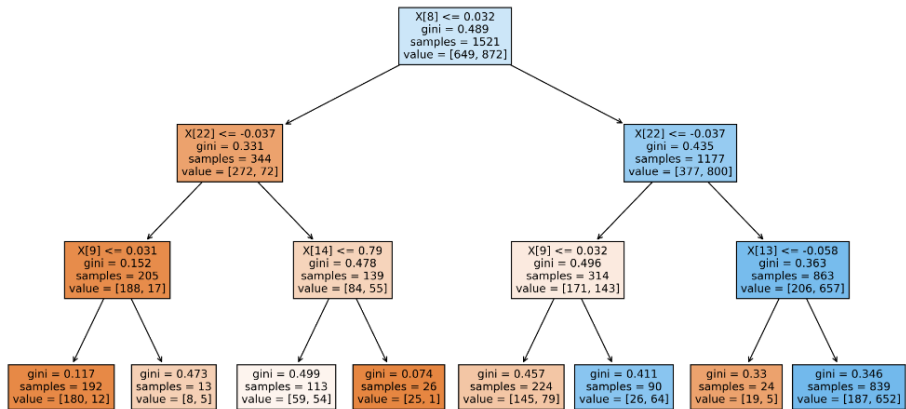 X[8] <= 0.032
gini = 0.489
samples = 1521
value = [649, 872]
X[22] <= -0.037
gini = 0.331
samples = 344
value = [272, 72]
X[22] <= -0.037
gini = 0.435
samples = 1177
value = [377, 800]
X[9] <= 0.031
gini = 0.152
samples = 205
value = [188, 17]
X[14] <= 0.79
gini = 0.478
samples = 139
value = [84, 55]
X[9] <= 0.032
gini = 0.496
samples = 314
value = [171, 143]
X[13] <= -0.058
gini = 0.363
samples = 863
value = [206, 657]
gini = 0.117
samples = 192
value = [180, 12]
gini = 0.473
samples = 13
value = [8, 5]
gini = 0.499
samples = 113
value = [59, 54]
gini = 0.074
samples = 26
value = [25, 1]
gini = 0.457
samples = 224
value = [145, 79]
gini = 0.411
samples = 90
value = [26, 64]
gini = 0.33
samples = 24
value = [19, 5]
gini = 0.346
samples = 839
value = [187, 652]